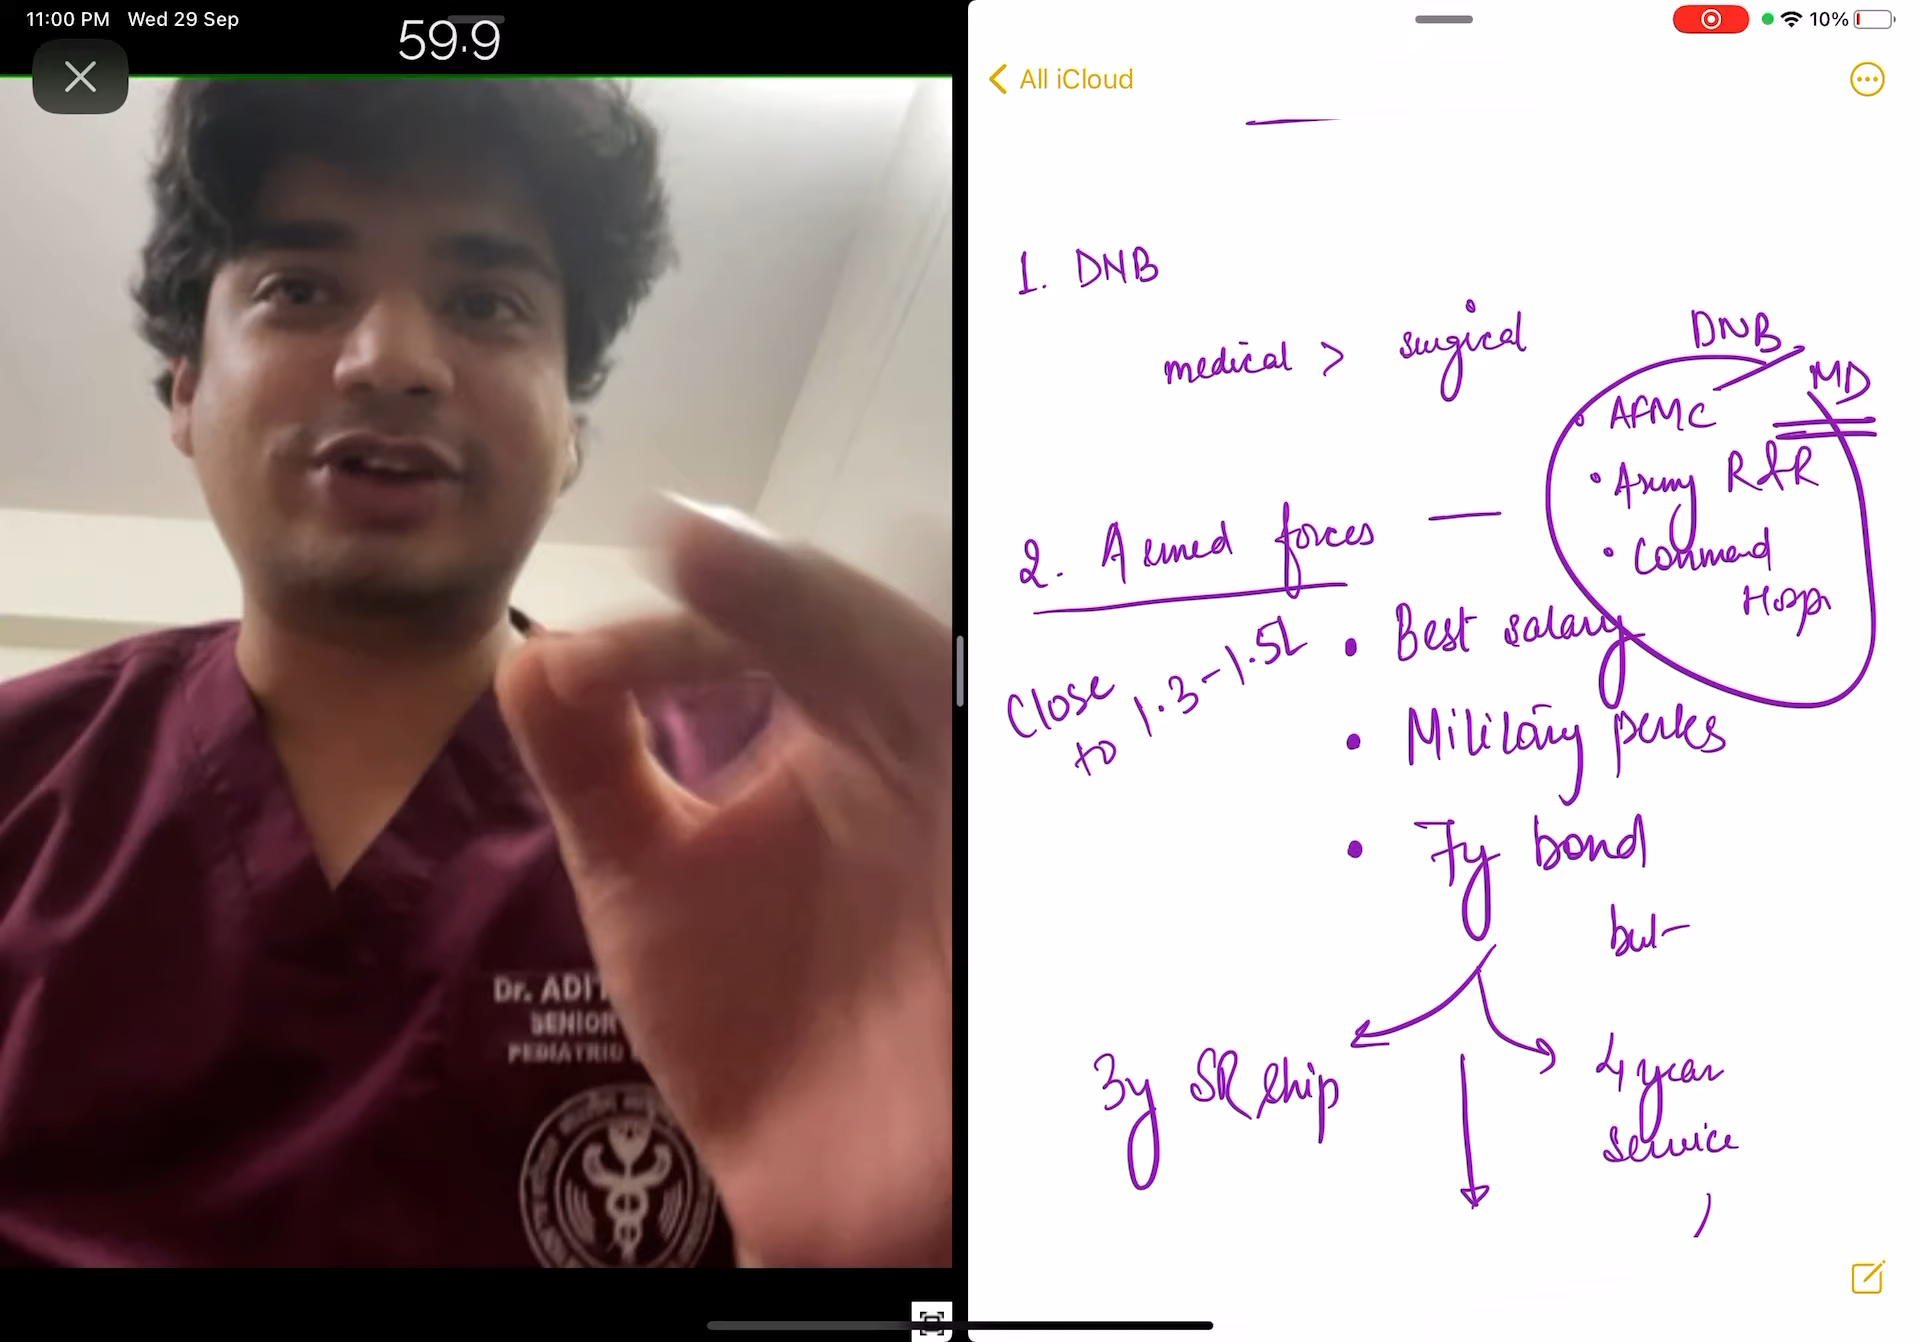 11:00 PM Wed 29 Sep
59.9
10%
All iCloud
1. DNB
medical > surgical
DNB
MD
• AFMC
• Army R&R
• Command
Hosp
2. Armed forces —
• Best salary
Close
to 1.3-1.5L
• Military perks
• 7y bond
but
3y SR ship
4 year
service
Dr. ADIT
SENIOR
PEDIATRIC